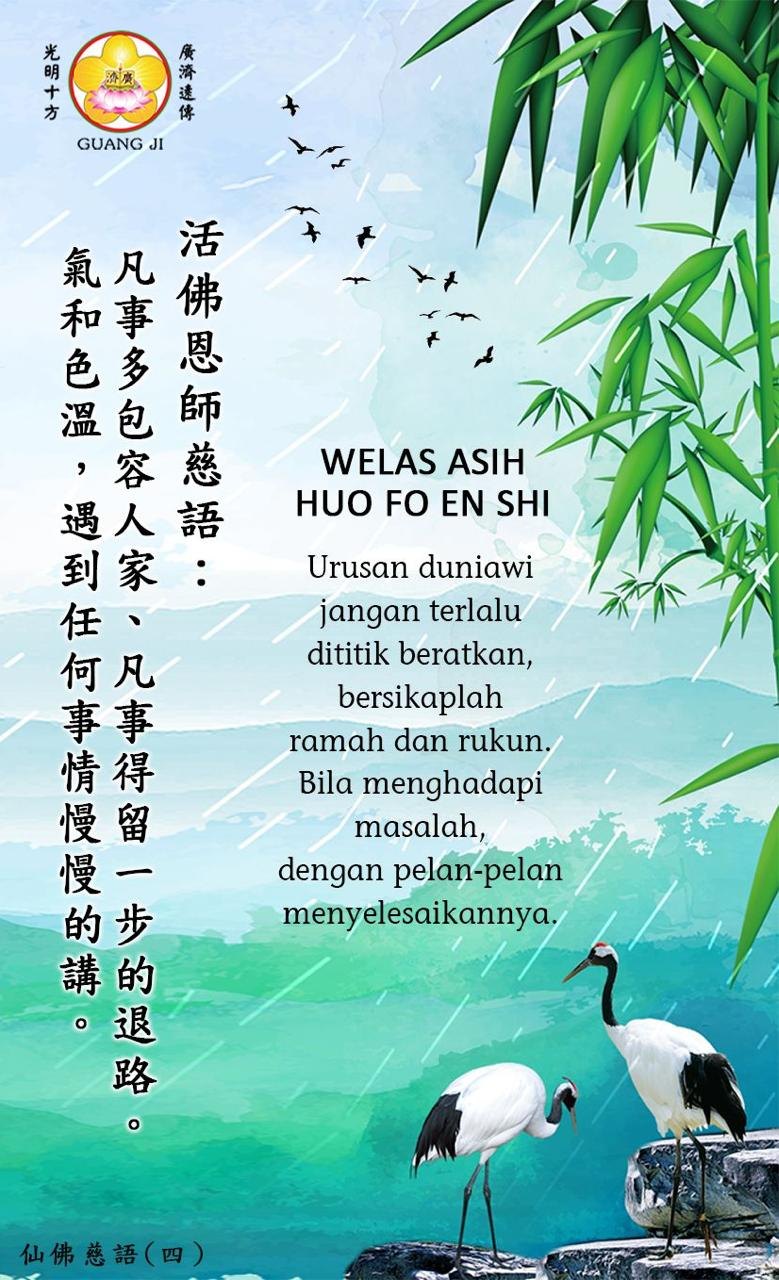 光明十方
廣濟
廣濟遠傳
GUANG JI
活佛恩師慈語：
凡事多包容人家、凡事得留一步的退路。
氣和色溫，遇到任何事情慢慢的講。
WELAS ASIH
HUO FO EN SHI
Urusan duniawi
jangan terlalu
dititik beratkan,
bersikaplah
ramah dan rukun.
Bila menghadapi
masalah,
dengan pelan-pelan
menyelesaikannya.
仙佛慈語(四)